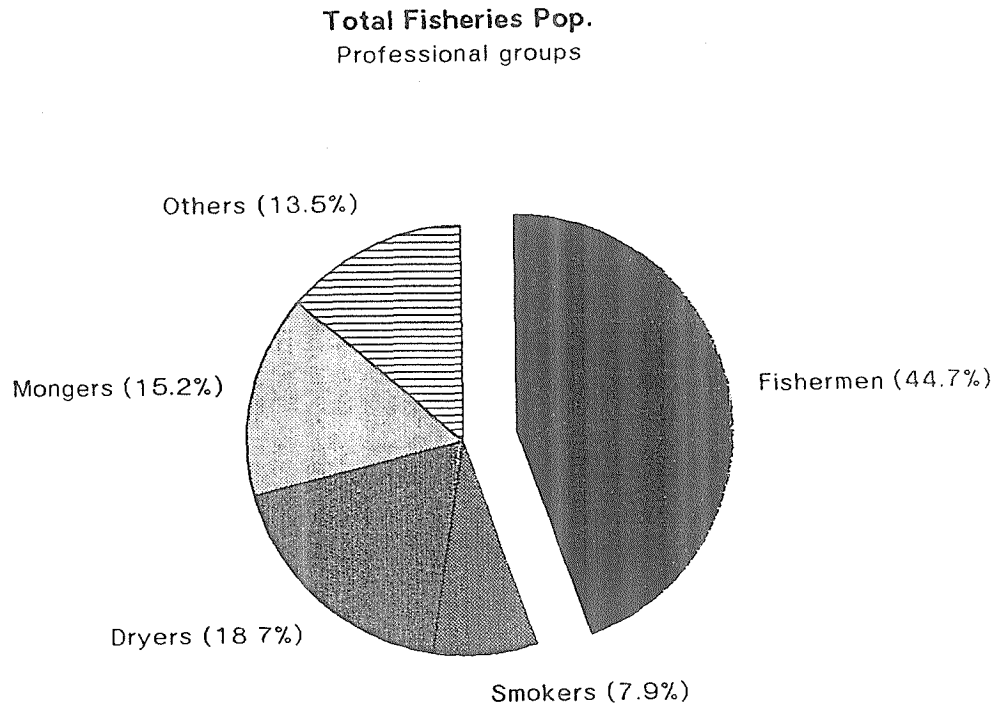 Total Fisheries Pop.
Professional groups
Others (13.5%)
Mongers (15.2%)
Fishermen (44.7%)
Dryers (18 7%)
Smokers (7.9%)